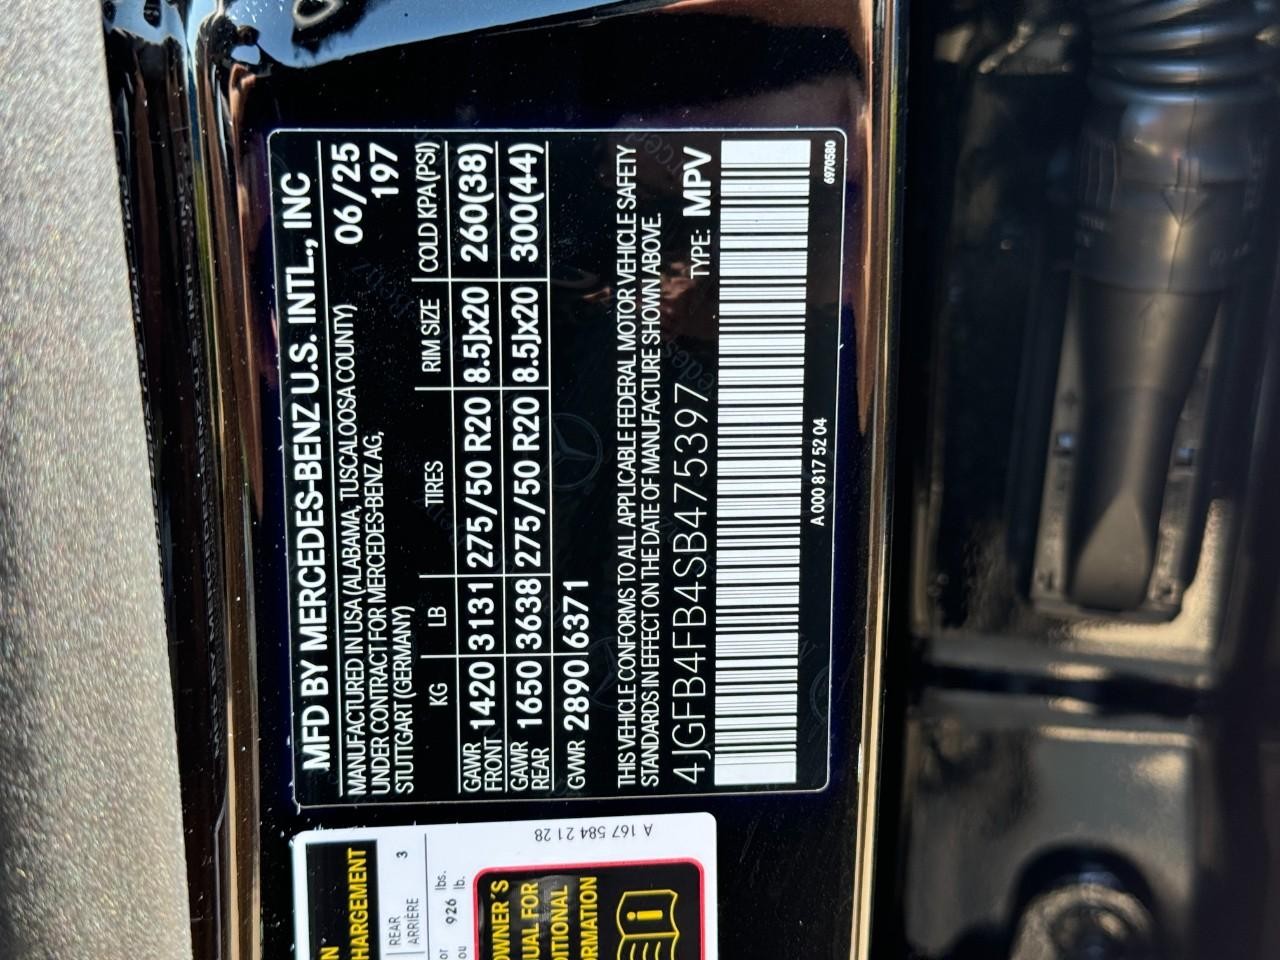 MFD BY MERCEDES-BENZ U.S. INTL., INC
MANUFACTURED IN USA (ALABAMA, TUSCALOOSA COUNTY) 06/25
UNDER CONTRACT FOR MERCEDES-BENZ AG, 197
STUTTGART (GERMANY)
KG LB TIRES RIM SIZE COLD KPA(PSI)
GAWR FRONT 1420 3131 275/50 R20 8.5Jx20 260(38)
GAWR REAR 1650 3638 275/50 R20 8.5Jx20 300(44)
GVWR 2890 6371
THIS VEHICLE CONFORMS TO ALL APPLICABLE FEDERAL MOTOR VEHICLE SAFETY
STANDARDS IN EFFECT ON THE DATE OF MANUFACTURE SHOWN ABOVE.
4JGFB4FB4SB475397 TYPE: MPV
A 000 817 52 04
6970580
HARGEMENT
REAR 3
ARRIÈRE
or 926 lbs.
ou lb.
A 167 584 21 28
OWNER'S
UAL FOR
DITIONAL
RMATION